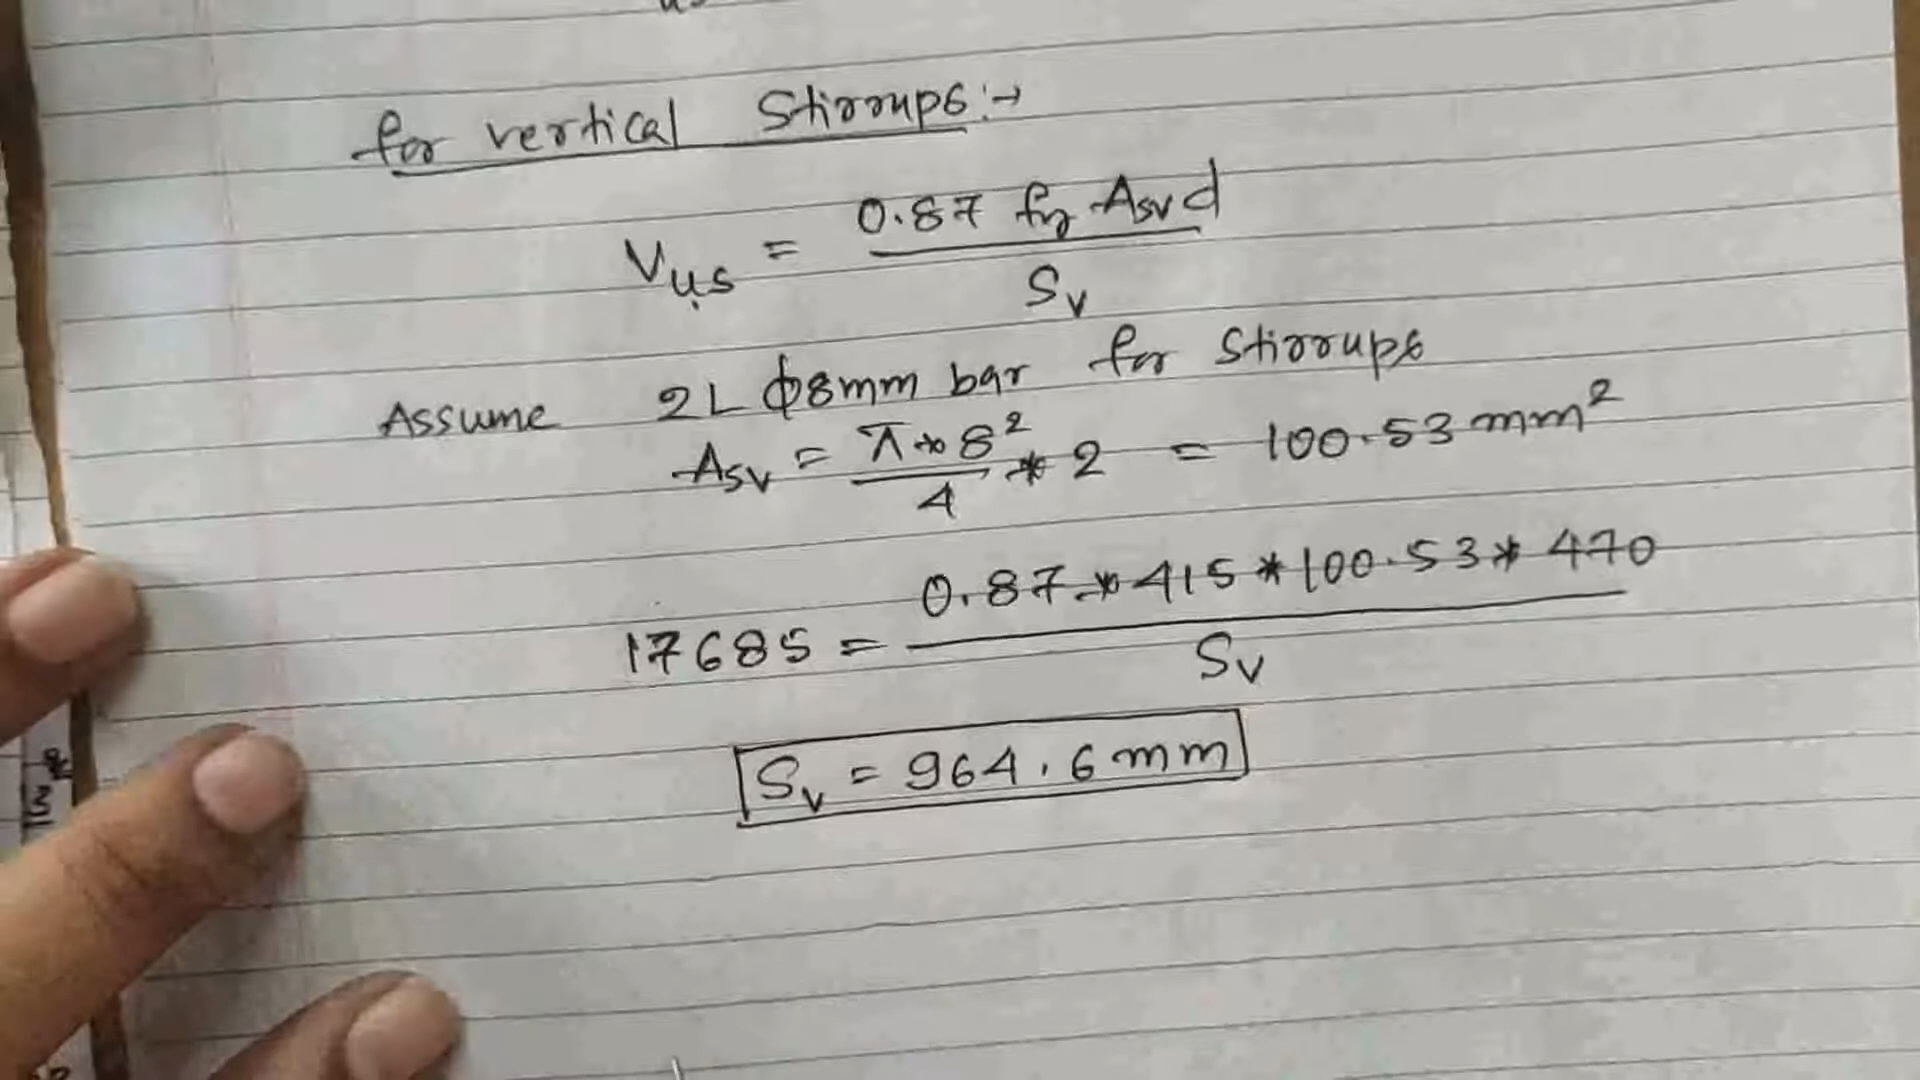 for vertical Stirrups:→
Vus = 0.87 fy Asv d / Sv
Assume 2L ϕ8mm bar for Stirrups
Asv = π*8² / 4 * 2 = 100.53 mm²
17685 = 0.87*415*100.53*470 / Sv
Sv = 964.6 mm